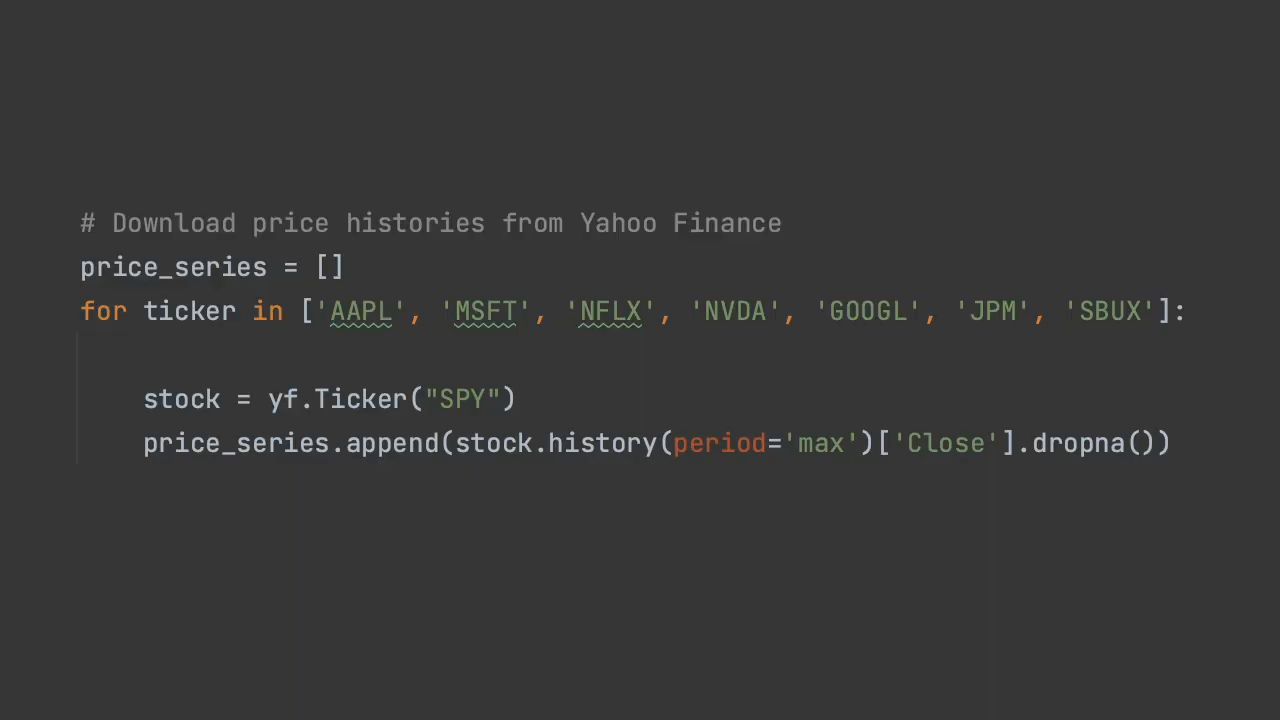 # Download price histories from Yahoo Finance
price_series = []
for ticker in ['AAPL', 'MSFT', 'NFLX', 'NVDA', 'GOOGL', 'JPM', 'SBUX']:
    stock = yf.Ticker("SPY")
    price_series.append(stock.history(period='max')['Close'].dropna())